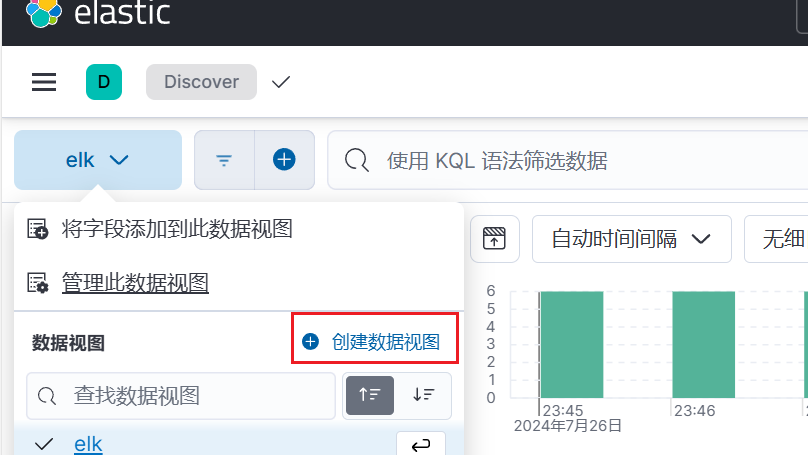 elastic
D
Discover
elk
使用 KQL 语法筛选数据
将字段添加到此数据视图
管理此数据视图
自动时间间隔
无细
数据视图
创建数据视图
查找数据视图
elk
6
5
4
3
2
1
0
23:45
23:46
2024年7月26日